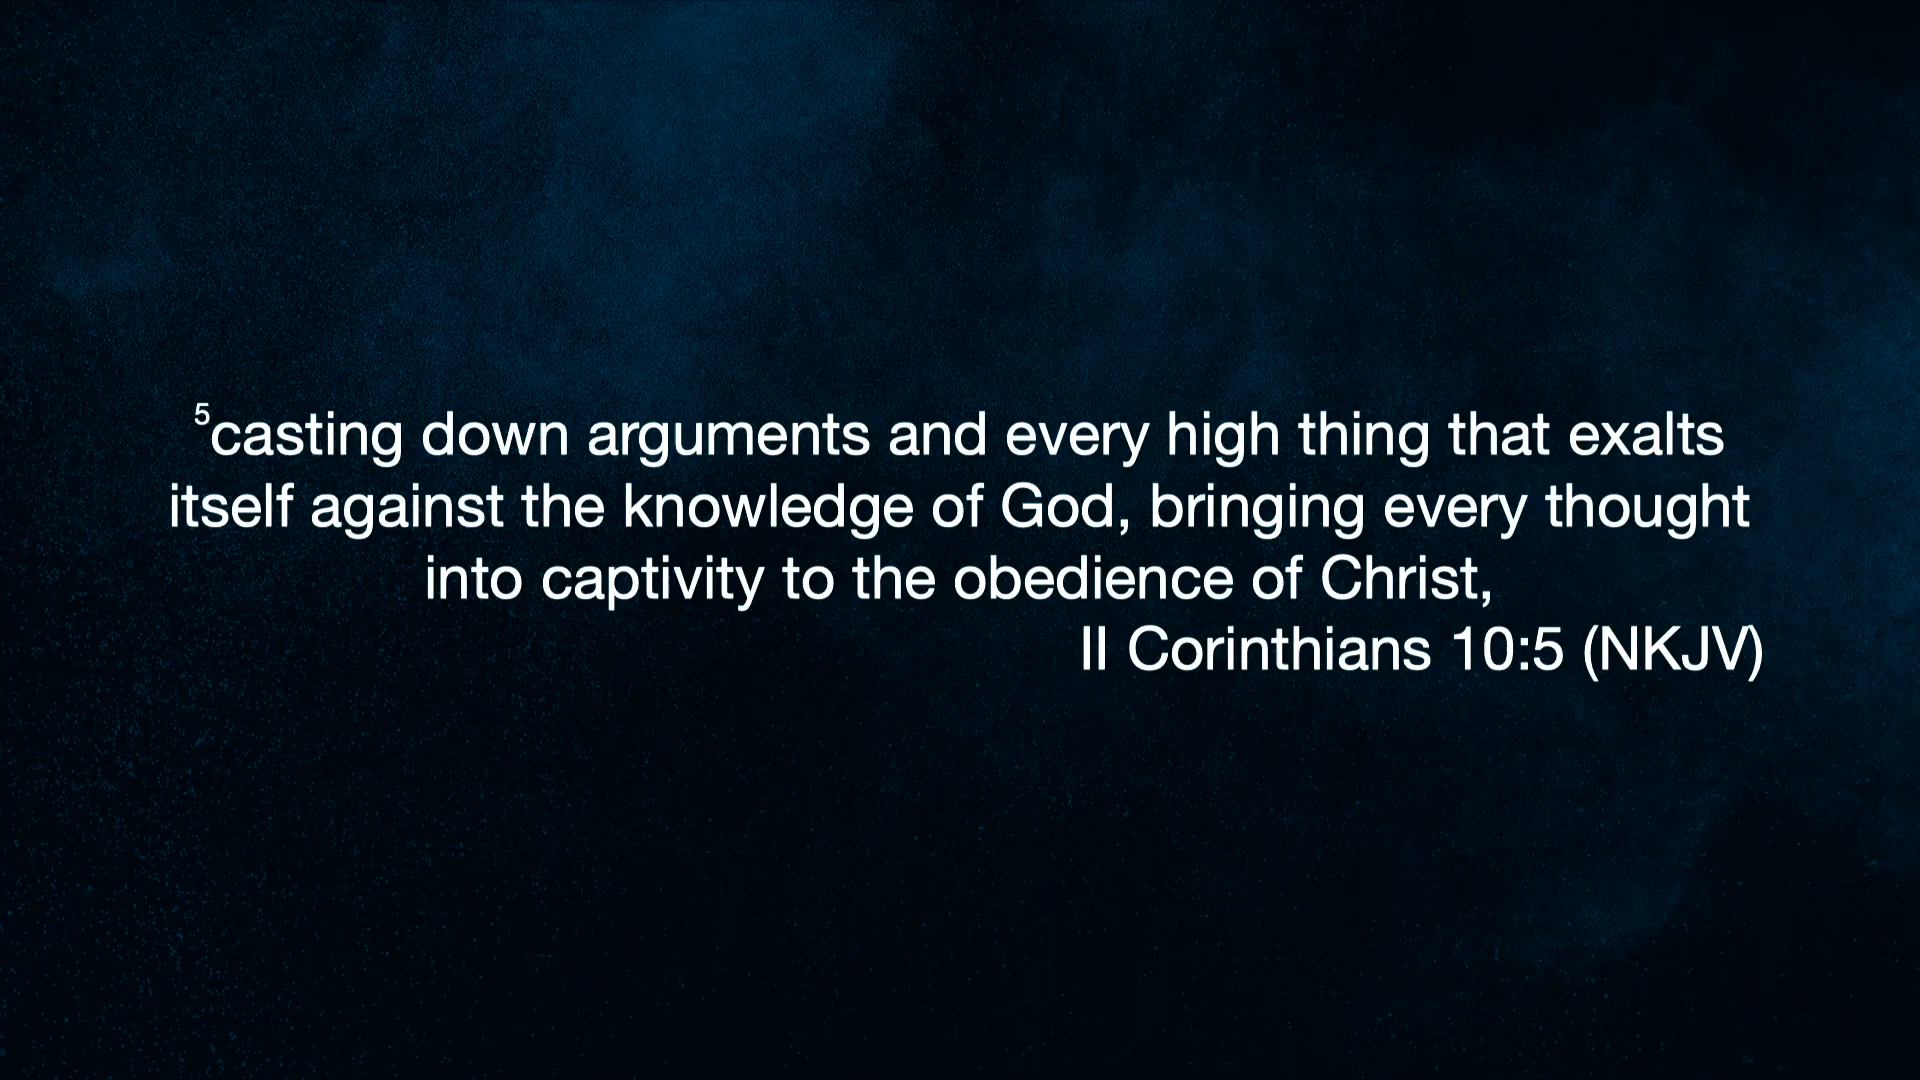 5casting down arguments and every high thing that exalts
itself against the knowledge of God, bringing every thought
into captivity to the obedience of Christ,
II Corinthians 10:5 (NKJV)